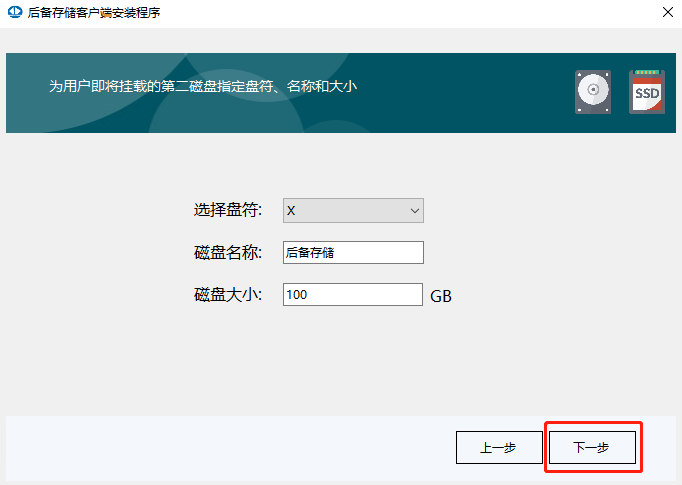 后备存储客户端安装程序
为用户即将挂载的第二磁盘指定盘符、名称和大小
SSD
选择盘符: X
磁盘名称: 后备存储
磁盘大小: 100 GB
上一步 下一步